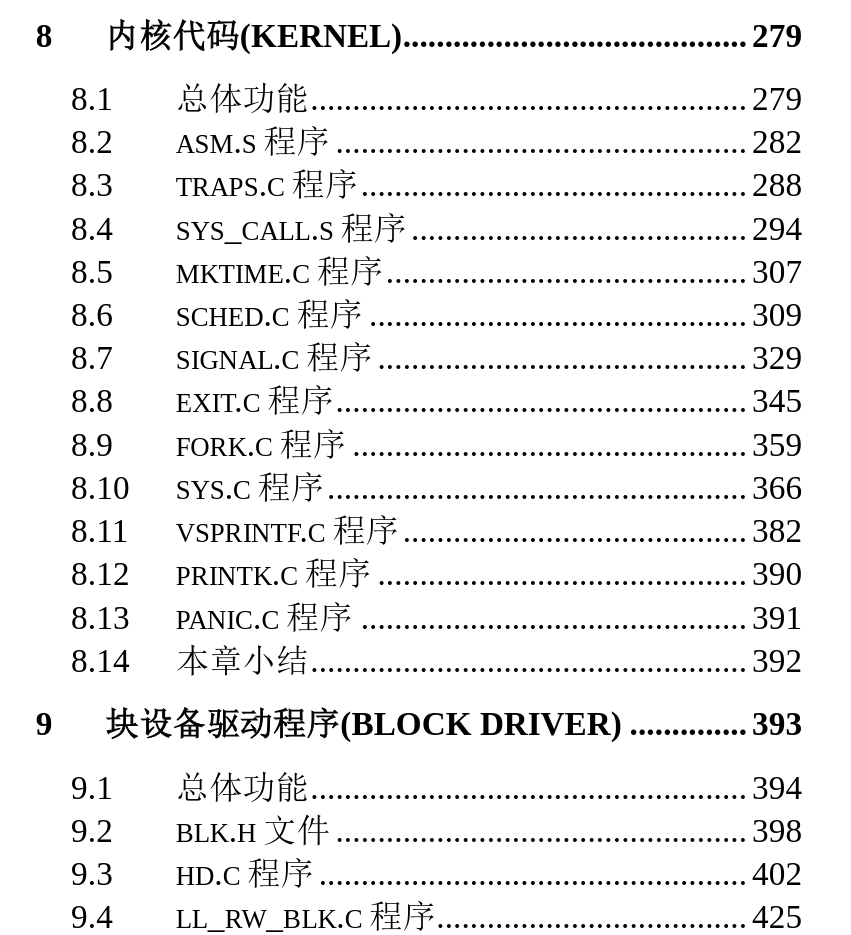 8 内核代码(KERNEL)......................................... 279
8.1 总体功能.................................................... 279
8.2 ASM.S 程序 ................................................. 282
8.3 TRAPS.C 程序.............................................. 288
8.4 SYS_CALL.S 程序 ........................................ 294
8.5 MKTIME.C 程序........................................... 307
8.6 SCHED.C 程序 ............................................. 309
8.7 SIGNAL.C 程序 ............................................ 329
8.8 EXIT.C 程序................................................. 345
8.9 FORK.C 程序 ............................................... 359
8.10 SYS.C 程序 .................................................. 366
8.11 VSPRINTF.C 程序 ......................................... 382
8.12 PRINTK.C 程序 ............................................ 390
8.13 PANIC.C 程序 .............................................. 391
8.14 本章小结.................................................... 392
9 块设备驱动程序(BLOCK DRIVER) .............. 393
9.1 总体功能.................................................... 394
9.2 BLK.H 文件 ................................................. 398
9.3 HD.C 程序 ................................................... 402
9.4 LL_RW_BLK.C 程序..................................... 425